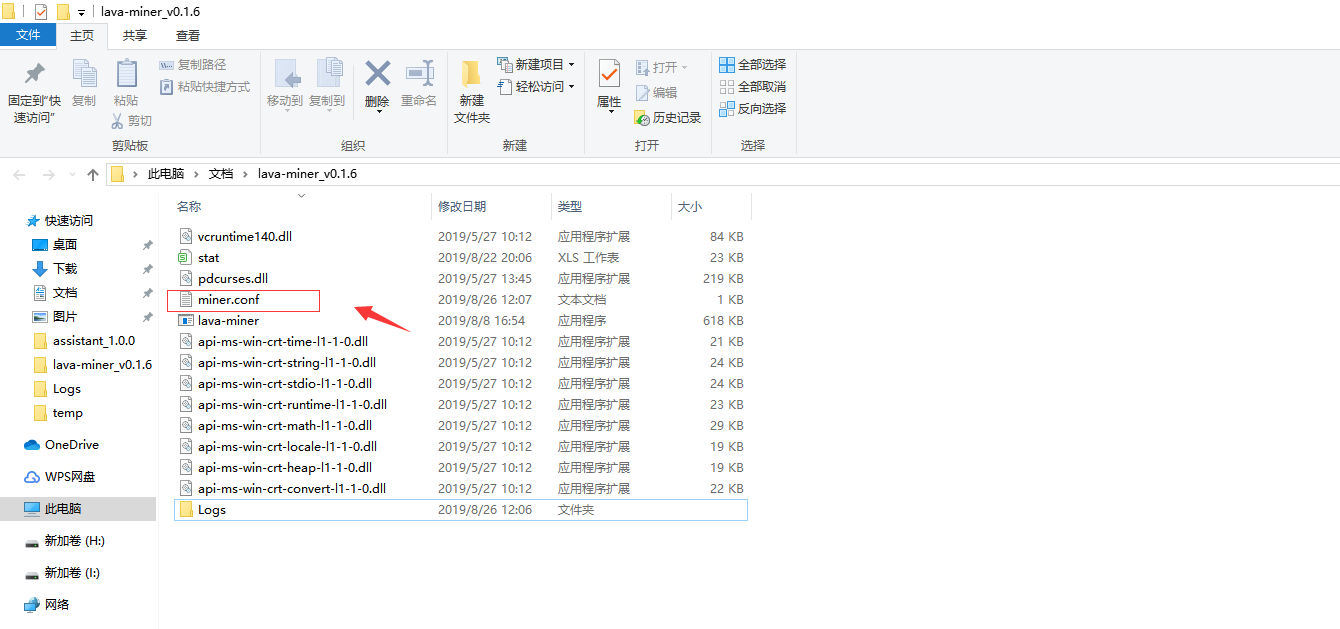 lava-miner_v0.1.6
文件 主页 共享 查看
固定到"快速访问"
复制
粘贴
复制路径
粘贴快捷方式
剪切
剪贴板
移动到
复制到
删除
重命名
组织
新建
文件夹
新建项目
轻松访问
新建
属性
打开
编辑
历史记录
打开
全部选择
全部取消
反向选择
选择
此电脑 › 文档 › lava-miner_v0.1.6
快速访问
桌面
下载
文档
图片
assistant_1.0.0
lava-miner_v0.1.6
Logs
temp
OneDrive
WPS网盘
此电脑
新加卷 (H:)
新加卷 (I:)
网络
名称 修改日期 类型 大小
vcruntime140.dll 2019/5/27 10:12 应用程序扩展 84 KB
stat 2019/8/22 20:06 XLS 工作表 23 KB
pdcurses.dll 2019/5/27 13:45 应用程序扩展 219 KB
miner.conf 2019/8/26 12:07 文本文档 1 KB
lava-miner 2019/8/8 16:54 应用程序 618 KB
api-ms-win-crt-time-l1-1-0.dll 2019/5/27 10:12 应用程序扩展 21 KB
api-ms-win-crt-string-l1-1-0.dll 2019/5/27 10:12 应用程序扩展 24 KB
api-ms-win-crt-stdio-l1-1-0.dll 2019/5/27 10:12 应用程序扩展 24 KB
api-ms-win-crt-runtime-l1-1-0.dll 2019/5/27 10:12 应用程序扩展 23 KB
api-ms-win-crt-math-l1-1-0.dll 2019/5/27 10:12 应用程序扩展 29 KB
api-ms-win-crt-locale-l1-1-0.dll 2019/5/27 10:12 应用程序扩展 19 KB
api-ms-win-crt-heap-l1-1-0.dll 2019/5/27 10:12 应用程序扩展 19 KB
api-ms-win-crt-convert-l1-1-0.dll 2019/5/27 10:12 应用程序扩展 22 KB
Logs 2019/8/26 12:06 文件夹